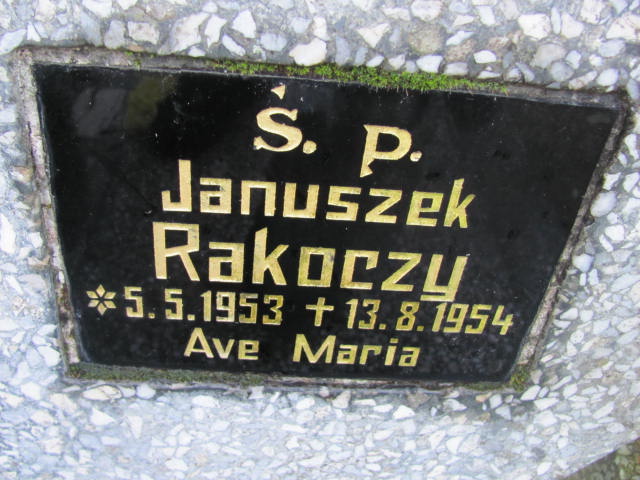 Ś. p.
Januszek
Rakoczy
* 5.5.1953 † 13.8.1954
Ave Maria